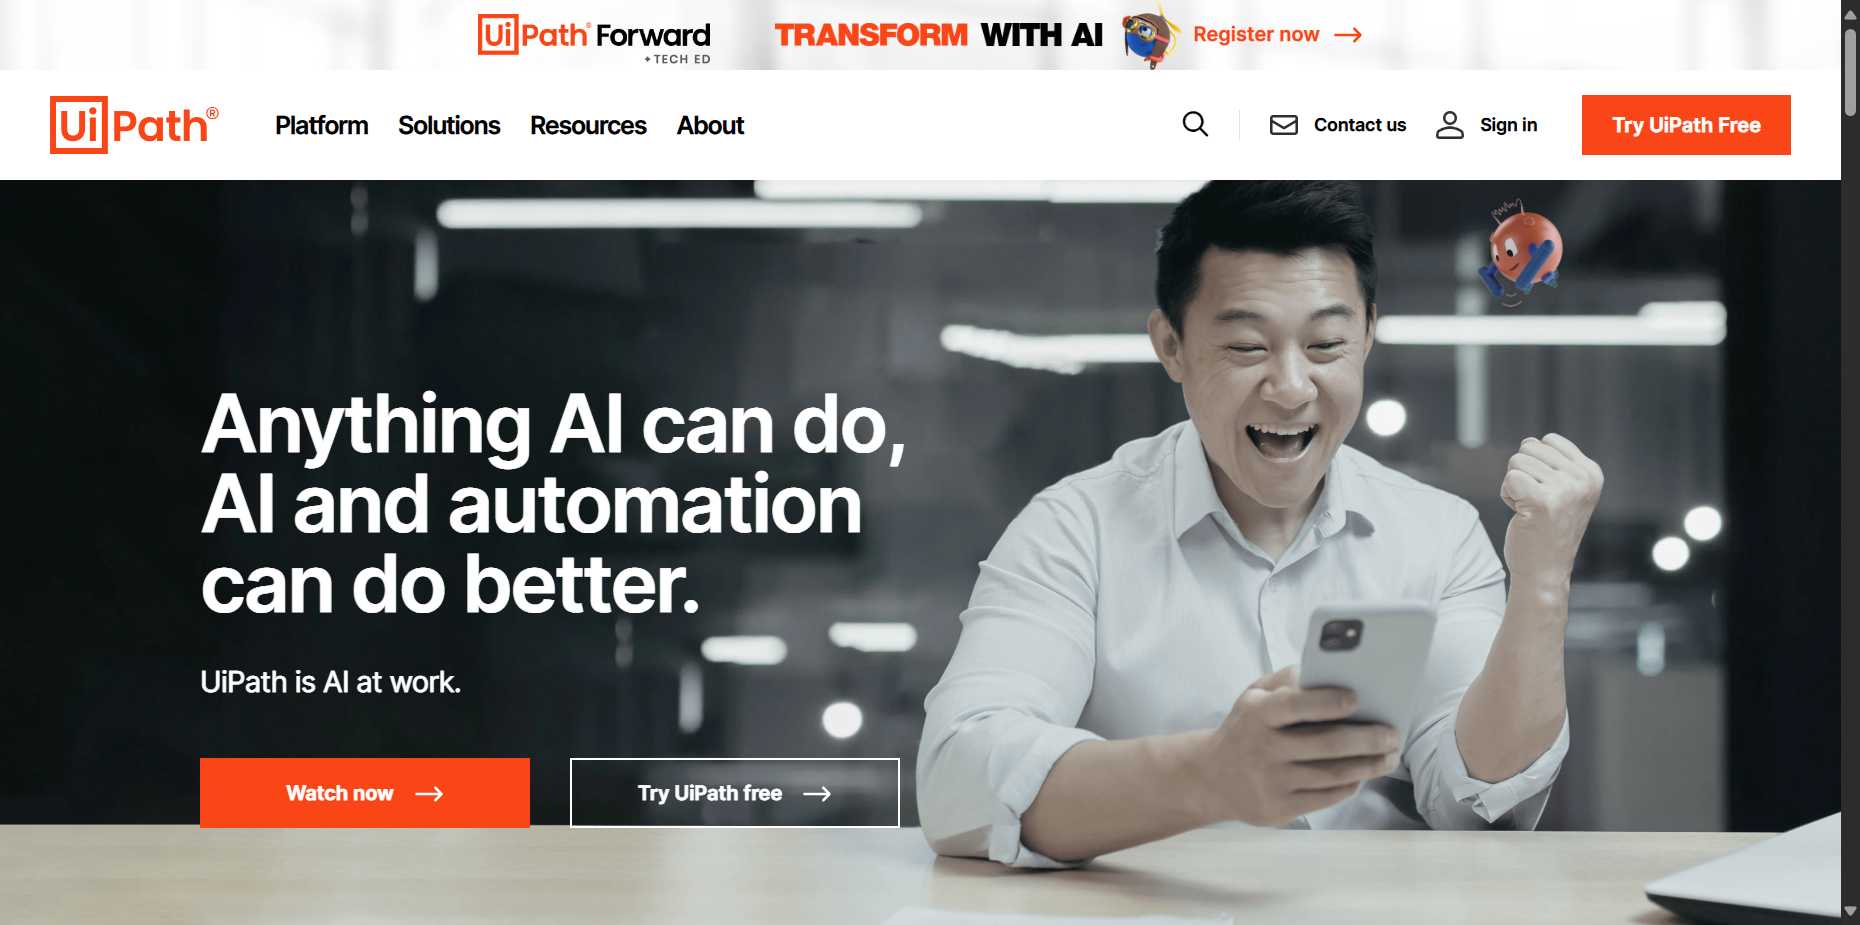 UiPath® Forward
+ TECH ED
TRANSFORM WITH AI
Register now
UiPath®
Platform
Solutions
Resources
About
Contact us
Sign in
Try UiPath Free
Anything AI can do,
AI and automation
can do better.
UiPath is AI at work.
Watch now
Try UiPath free